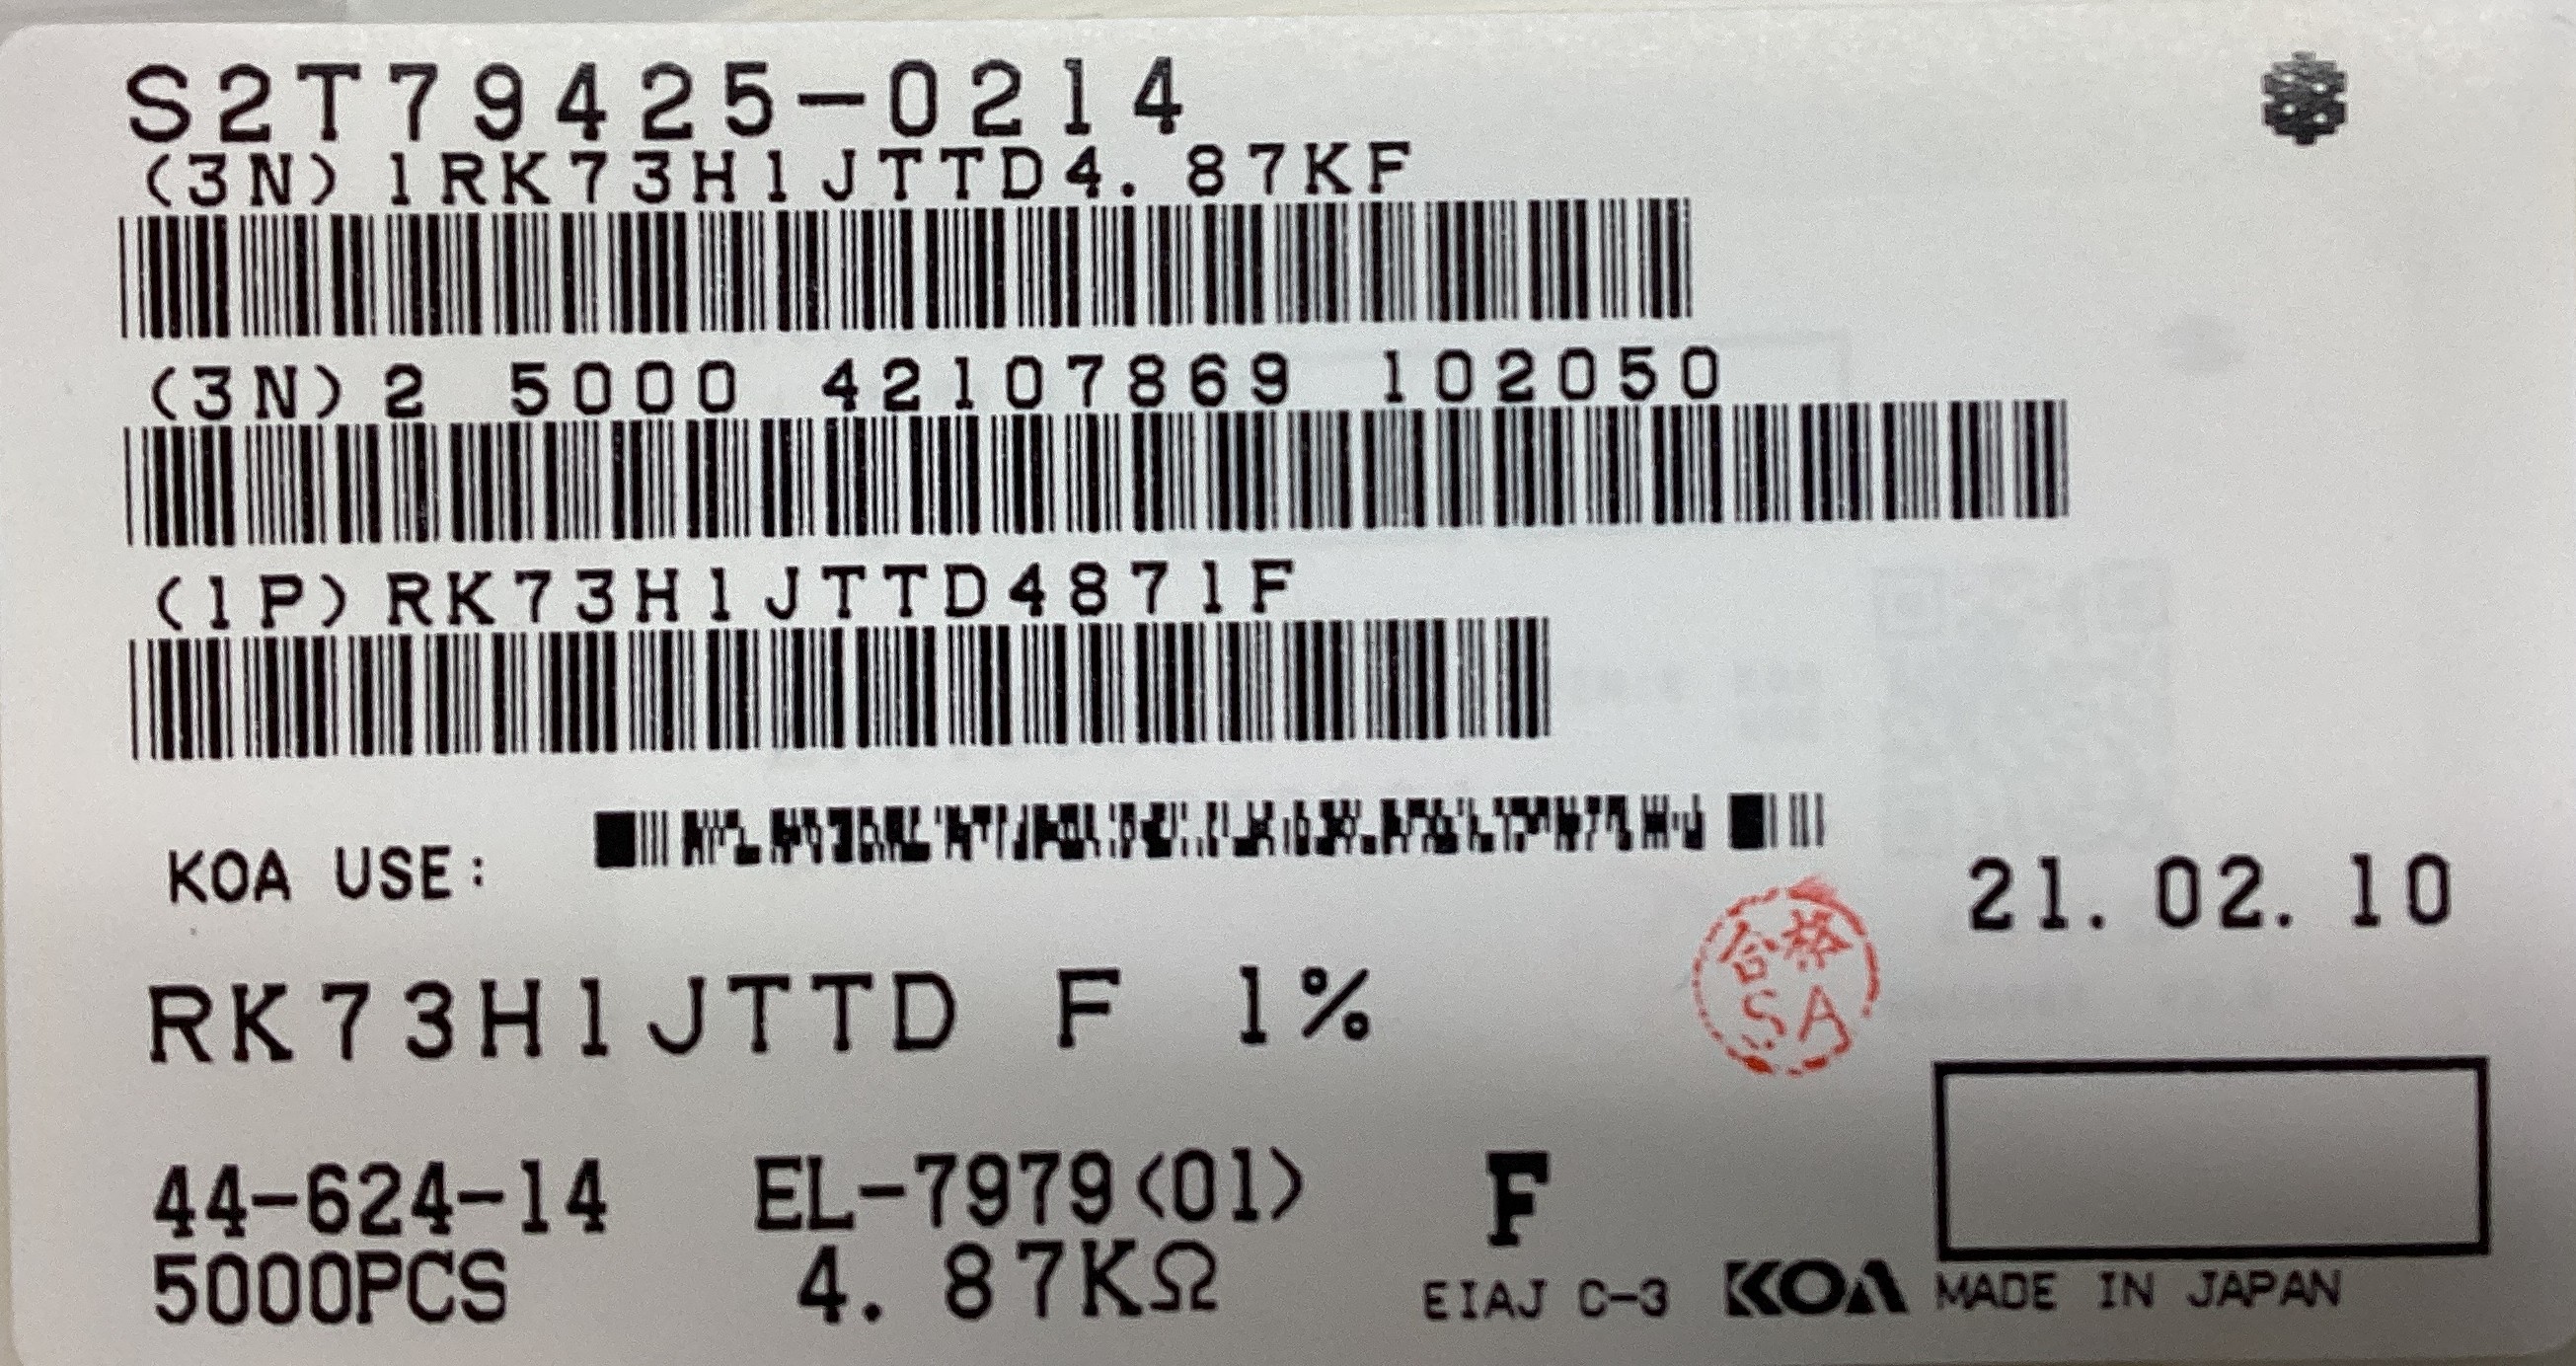 S2T79425-0214
(3N)1RK73H1JTTD4.87KF
(3N)2 5000 42107869 102050
(1P)RK73H1JTTD4871F
KOA USE:
21.02.10
合格
SA
RK73H1JTTD F 1%
44-624-14 EL-7979(01) F
5000PCS 4.87KΩ EIAJ C-3 KOA MADE IN JAPAN